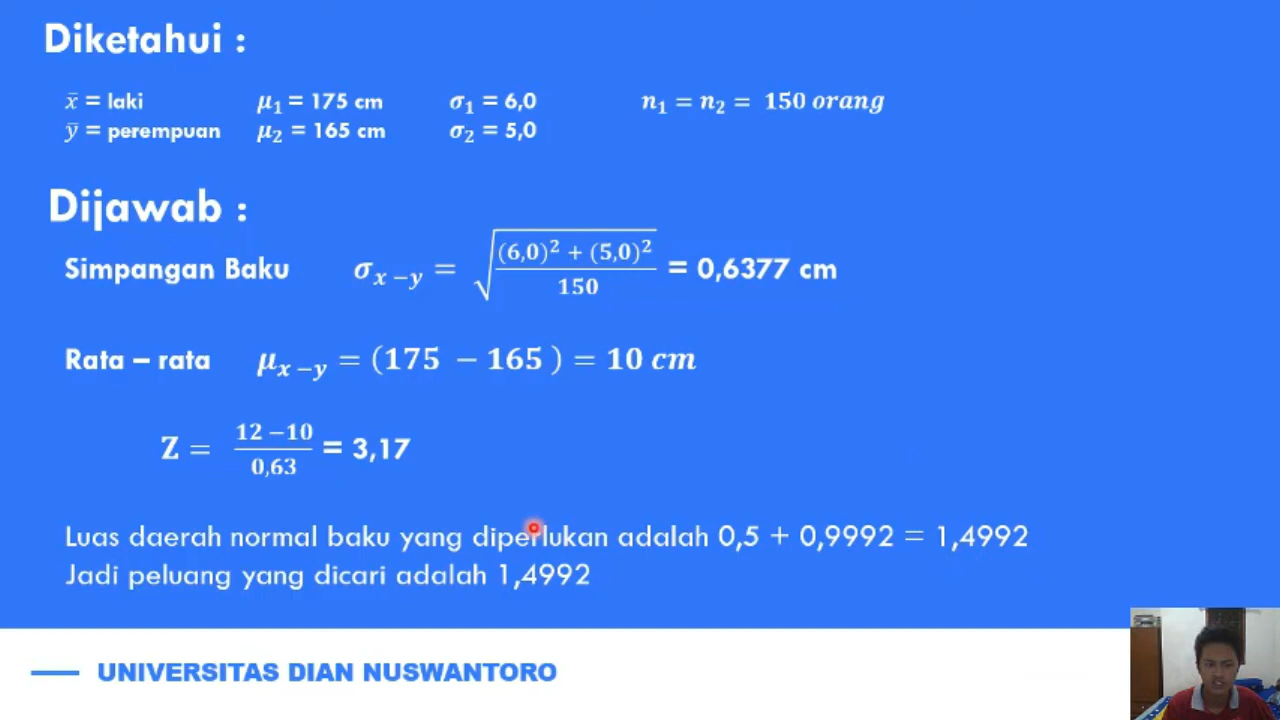 Diketahui :
x̄ = laki μ₁ = 175 cm σ₁ = 6,0 n₁ = n₂ = 150 orang
ȳ = perempuan μ₂ = 165 cm σ₂ = 5,0
Dijawab :
Simpangan Baku σₓ₋ᵧ = √(((6,0)² + (5,0)²)/150) = 0,6377 cm
Rata – rata μₓ₋ᵧ = (175 − 165 ) = 10 cm
Z = (12 −10)/0,63 = 3,17
Luas daerah normal baku yang diperlukan adalah 0,5 + 0,9992 = 1,4992
Jadi peluang yang dicari adalah 1,4992
UNIVERSITAS DIAN NUSWANTORO